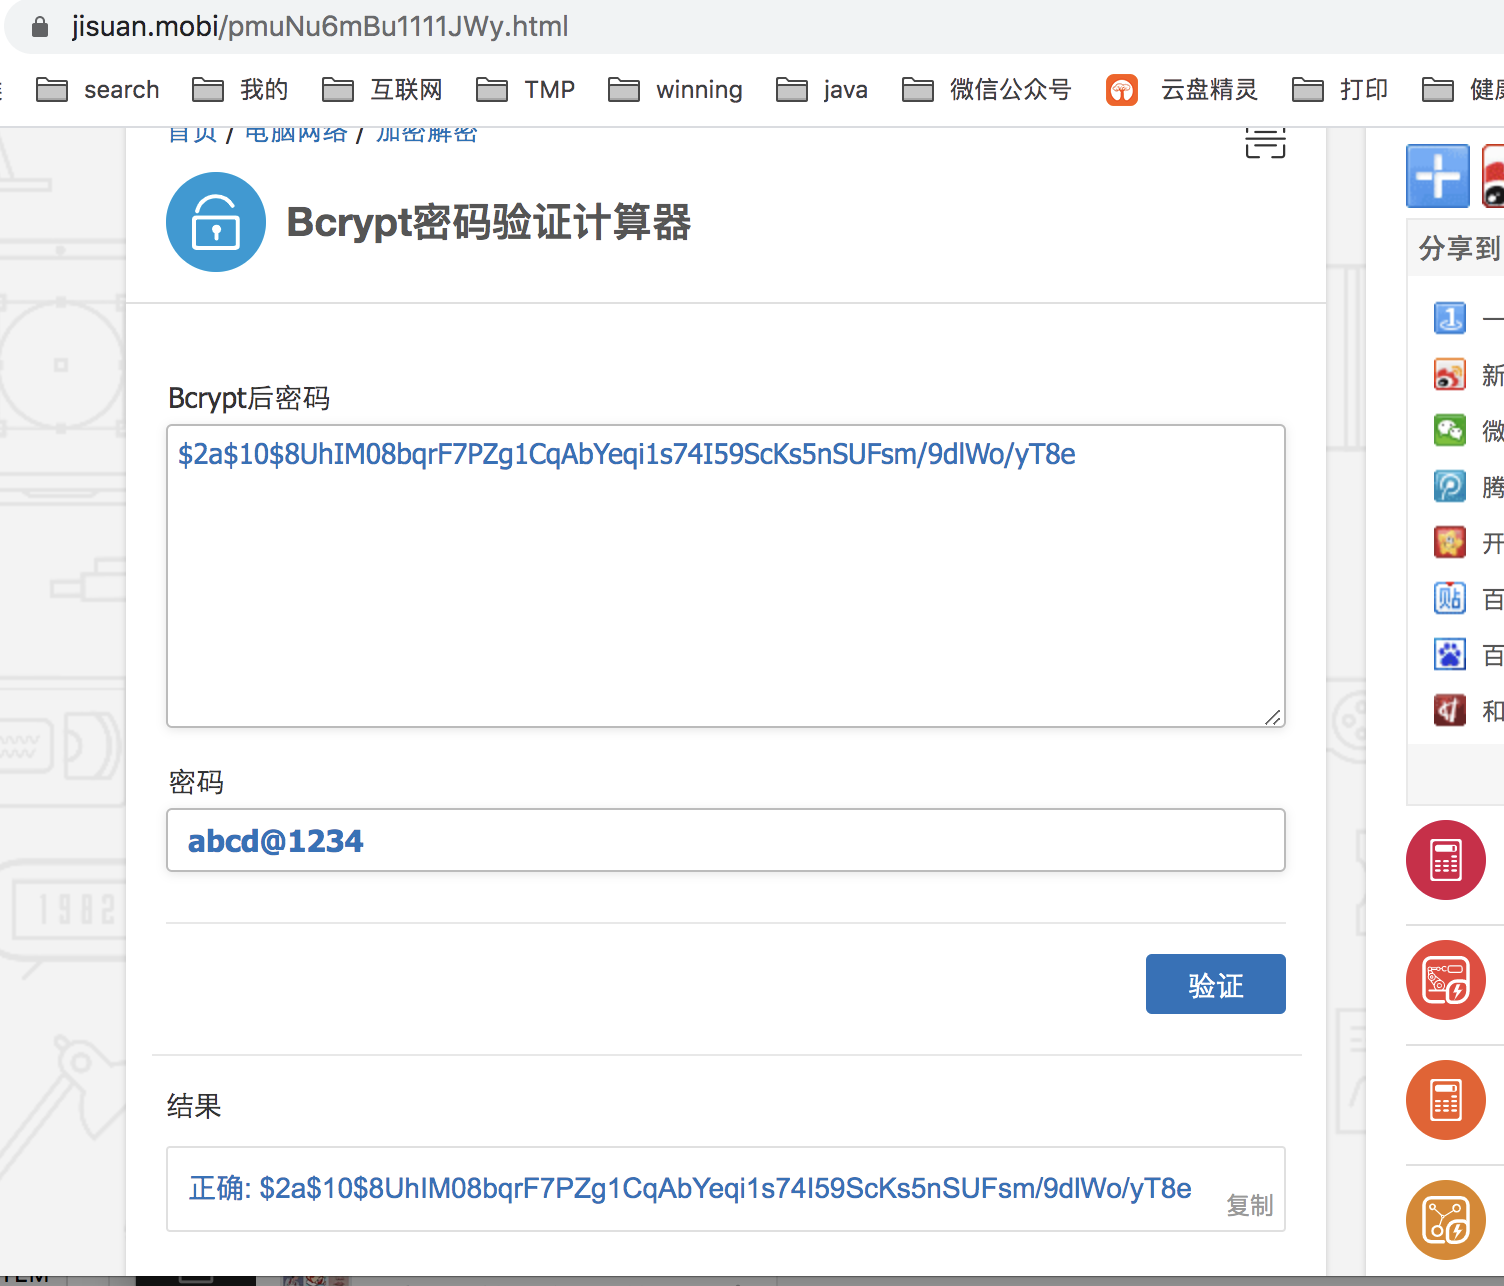 jisuan.mobi/pmuNu6mBu1111JWy.html
search 我的 互联网 TMP winning java 微信公众号 云盘精灵 打印
首页 / 电脑网络 / 加密解密
Bcrypt密码验证计算器
分享到
Bcrypt后密码
$2a$10$8UhIM08bqrF7PZg1CqAbYeqi1s74I59ScKs5nSUFsm/9dlWo/yT8e
密码
abcd@1234
验证
结果
正确: $2a$10$8UhIM08bqrF7PZg1CqAbYeqi1s74I59ScKs5nSUFsm/9dlWo/yT8e
复制
一
新
微
腾
开
百
百
和
1982